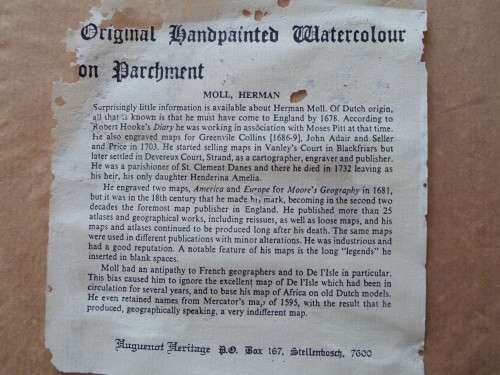 Original Handpainted Watercolour
on Parchment
MOLL, HERMAN
Surprisingly little information is available about Herman Moll. Of Dutch origin,
all that is known is that he must have come to England by 1678. According to
Robert Hooke's Diary he was working in association with Moses Pitt at that time.
He also engraved maps for Greenvile Collins [1686-9], John Adair and Seller
and Price in 1703. He started selling maps in Vanley's Court in Blackfriars but
later settled in Devereux Court, Strand, as a cartographer, engraver and publisher.
He was a parishioner of St. Clement Danes and there he died in 1732 leaving as
his heir, his only daughter Henderina Amelia.
He engraved two maps, America and Europe for Moore's Geography in 1681,
but it was in the 18th century that he made his mark, becoming in the second two
decades the foremost map publisher in England. He published more than 25
atlases and geographical works, including reissues, as well as loose maps, and his
maps and atlases continued to be produced long after his death. The same maps
were used in different publications with minor alterations. He was industrious and
had a good reputation. A notable feature of his maps is the long "legends" he
inserted in blank spaces.
Moll had an antipathy to French geographers and to De l'Isle in particular.
This bias caused him to ignore the excellent map of De l'Isle which had been in
circulation for several years, and to base his map of Africa on old Dutch models.
He even retained names from Mercator's map of 1595, with the result that he
produced, geographically speaking, a very indifferent map.
Huguenot Heritage P.O. Box 167, Stellenbosch, 7600